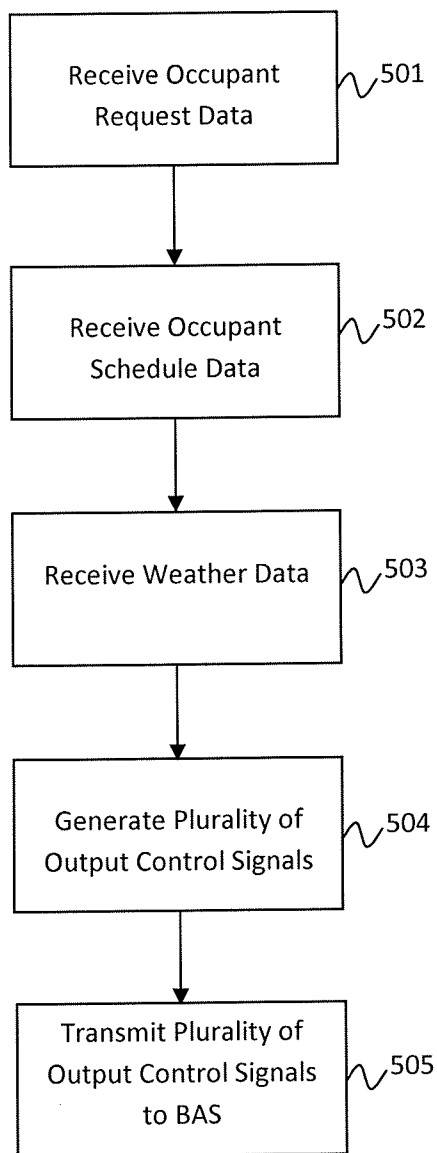 Receive Occupant
Request Data
501
Receive Occupant
Schedule Data
502
Receive Weather Data
503
Generate Plurality of
Output Control Signals
504
Transmit Plurality of
Output Control Signals
to BAS
505